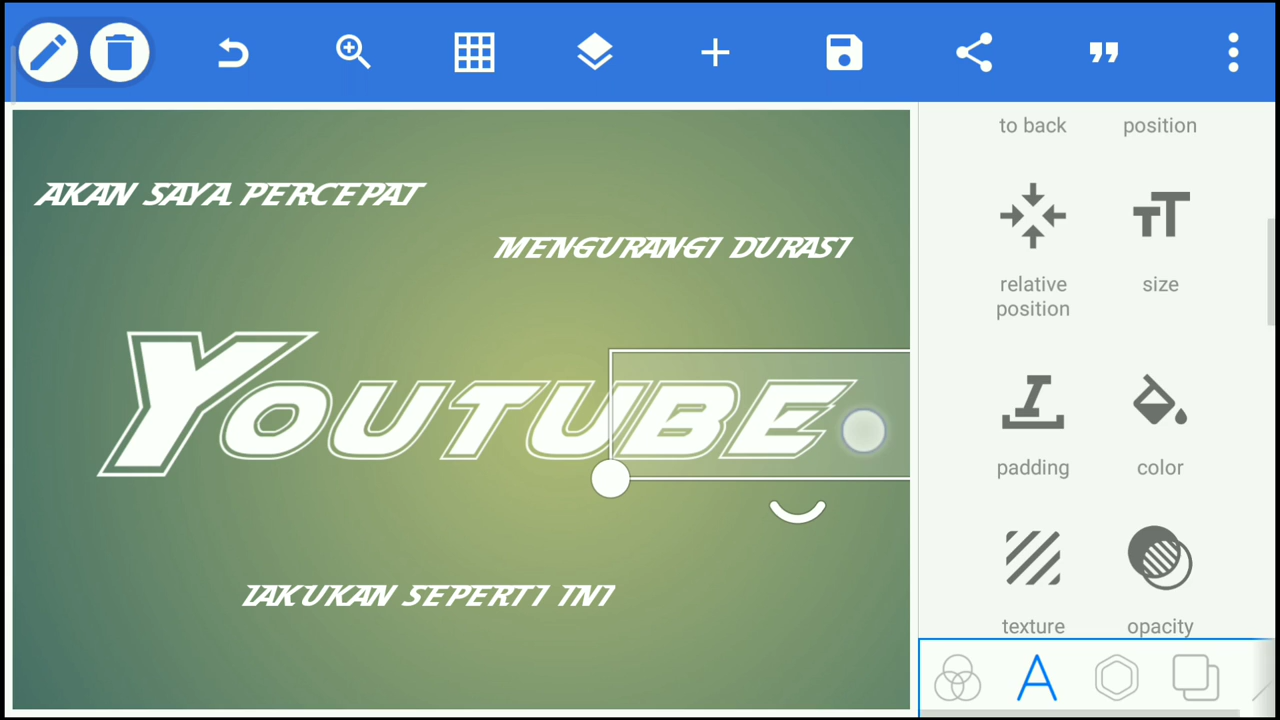 to back
position
AKAN SAYA PERCEPAT
MENGURANGI DURASI
relative position
size
YOUTUBE
padding
color
LAKUKAN SEPERTI INI
texture
opacity